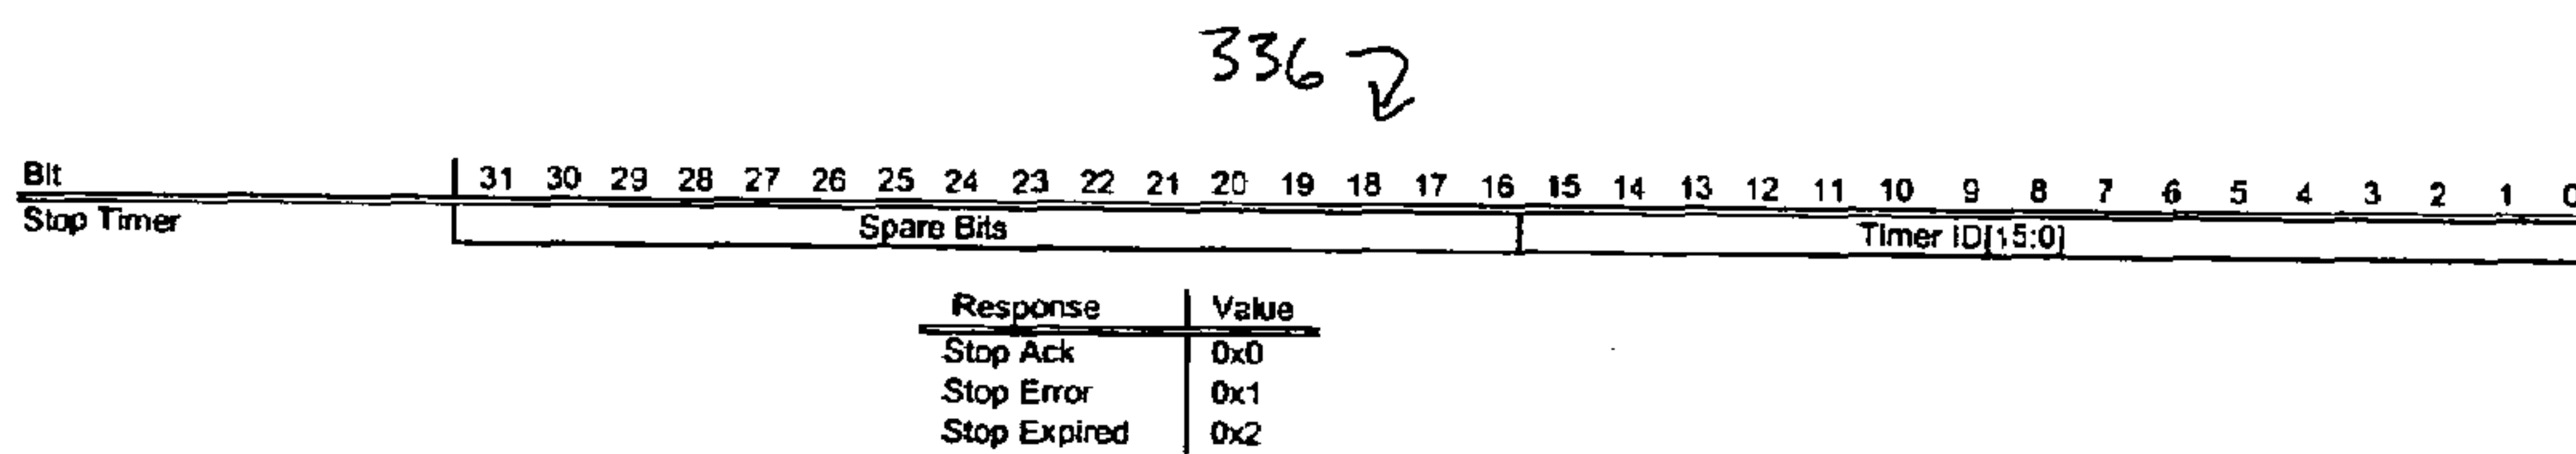 336
Bit 31 30 29 28 27 26 25 24 23 22 21 20 19 18 17 16 15 14 13 12 11 10 9 8 7 6 5 4 3 2 1 0
Stop Timer Spare Bits Timer ID[15:0]
Response Value
Stop Ack 0x0
Stop Error 0x1
Stop Expired 0x2